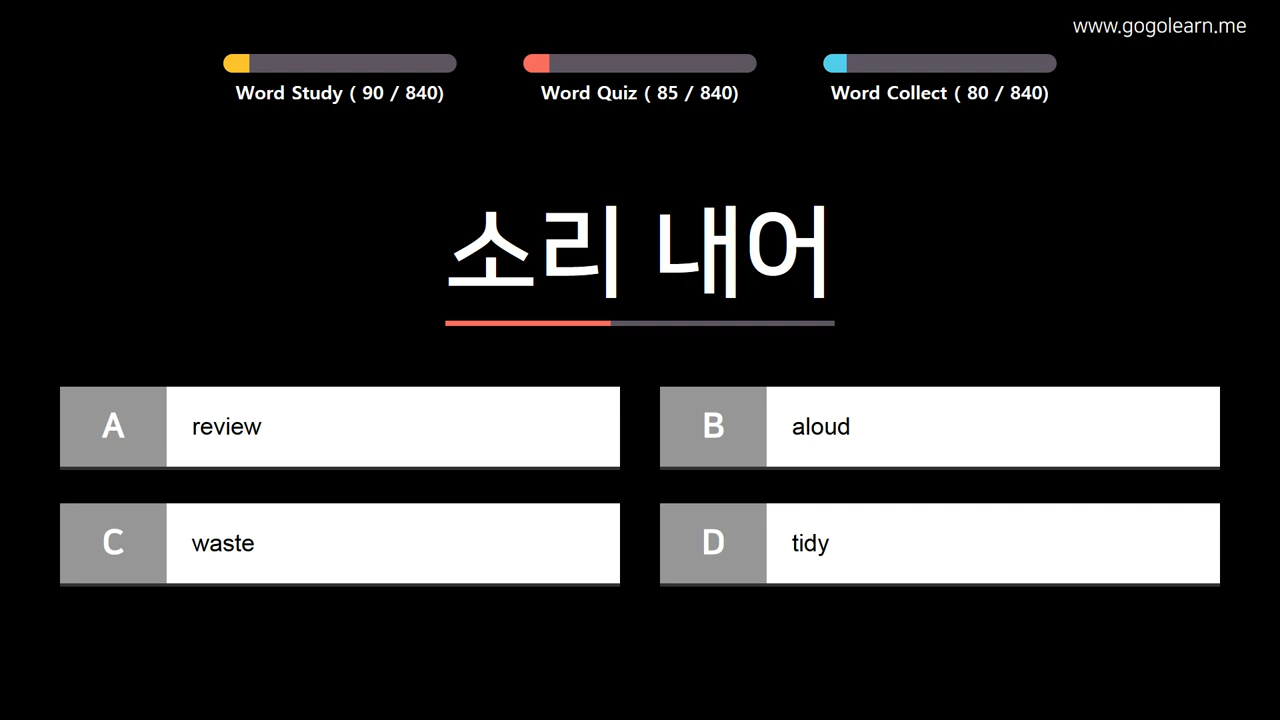 www.gogolearn.me
Word Study ( 90 / 840)
Word Quiz ( 85 / 840)
Word Collect ( 80 / 840)
소리 내어
A
review
B
aloud
C
waste
D
tidy